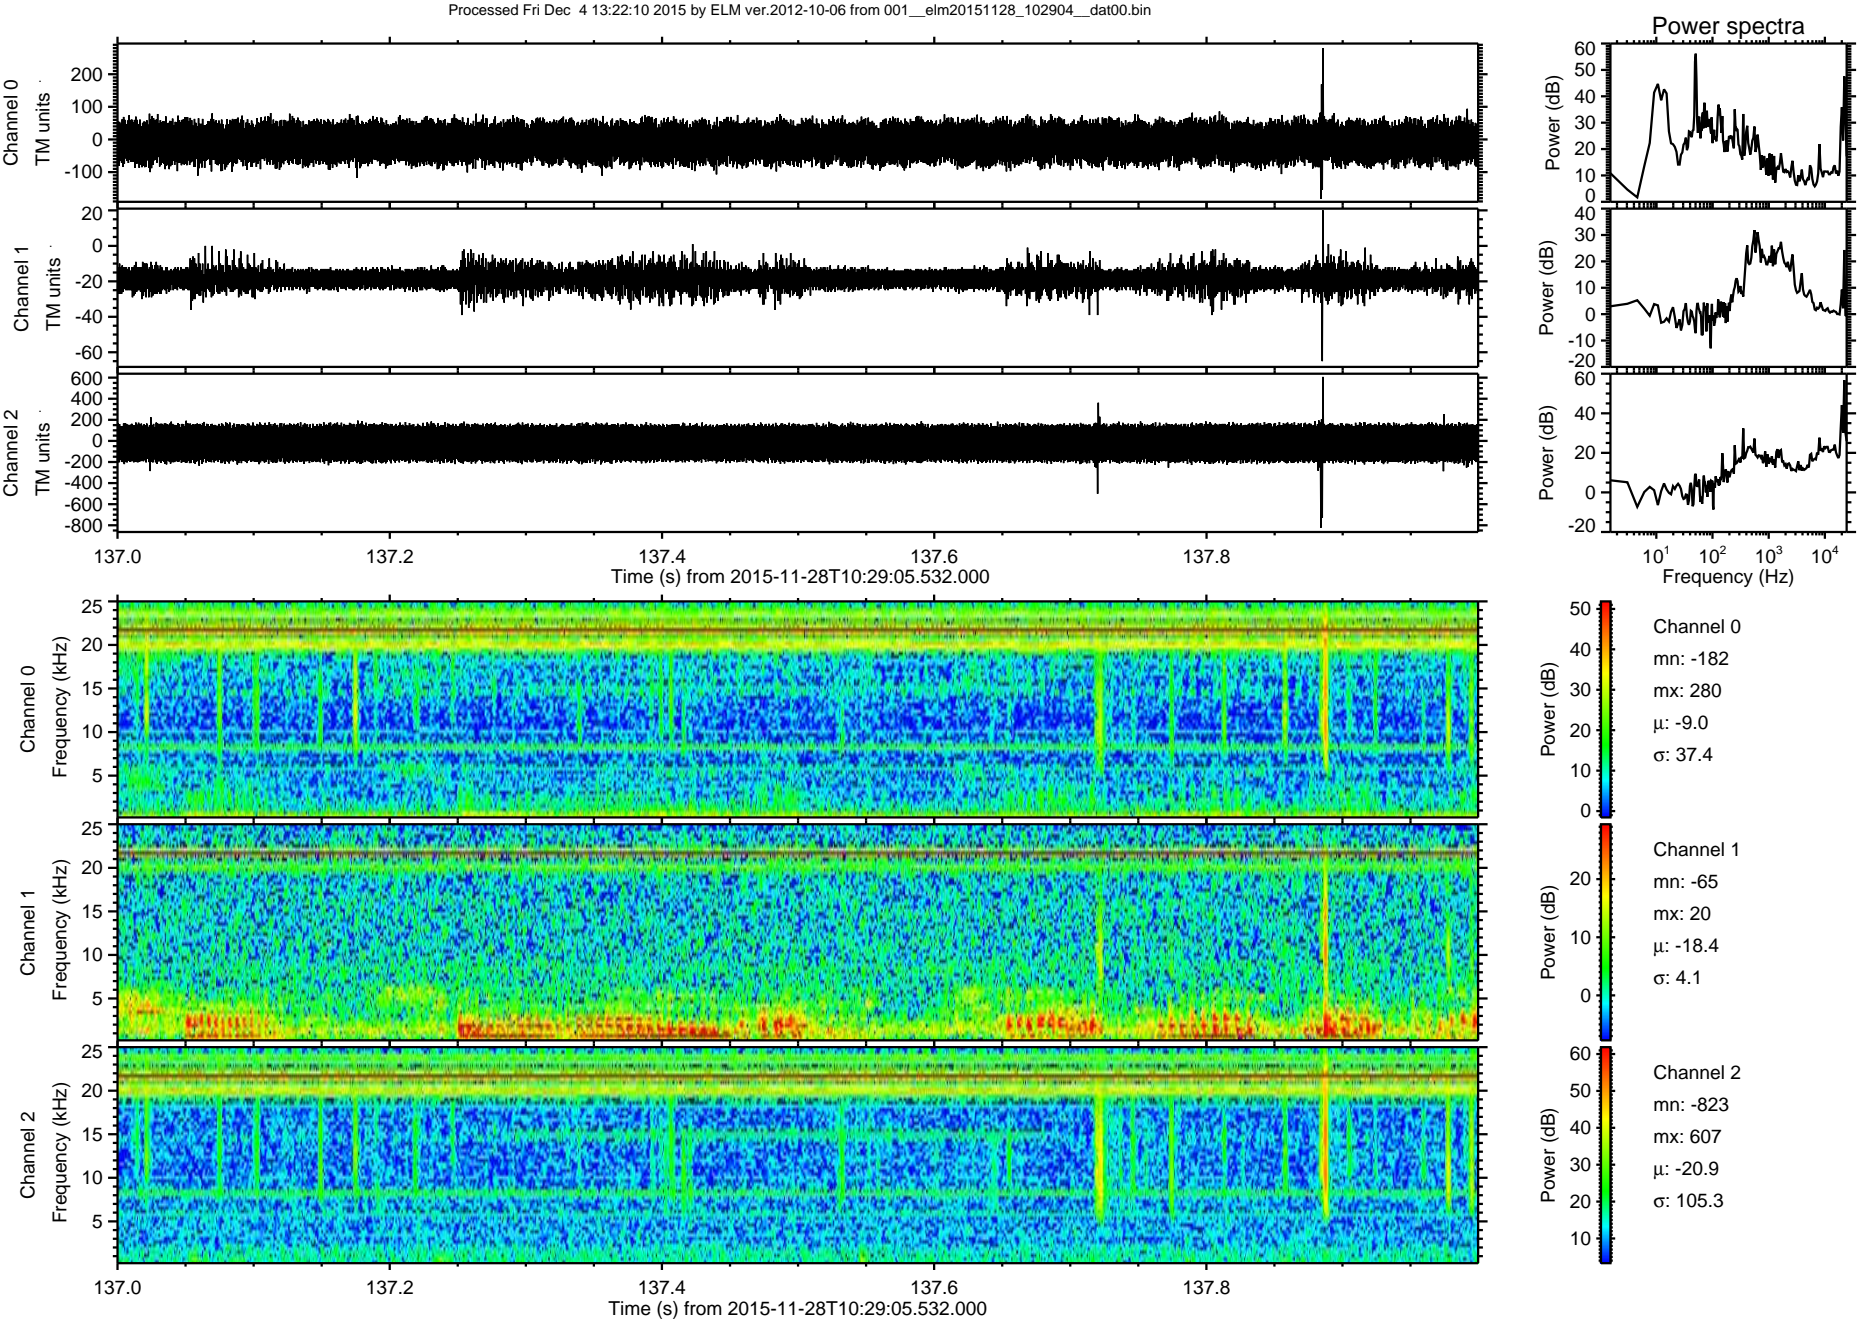 Processed Fri Dec  4 13:22:10 2015 by ELM ver.2012-10-06 from 001__elm20151128_102904__dat00.bin
Power spectra
Channel 0
TM units
200
100
0
-100
Power (dB)
60
50
40
30
20
10
0
Channel 1
TM units
20
0
-20
-40
-60
Power (dB)
40
30
20
10
0
-10
-20
Channel 2
TM units
600
400
200
0
-200
-400
-600
-800
Power (dB)
60
40
20
0
-20
137.0 137.2 137.4 137.6 137.8
Time (s) from 2015-11-28T10:29:05.532.000
10¹ 10² 10³ 10⁴
Frequency (Hz)
Channel 0
Frequency (kHz)
25
20
15
10
5
Power (dB)
50
40
30
20
10
0
Channel 0
mn: -182
mx: 280
μ: -9.0
σ: 37.4
Channel 1
Frequency (kHz)
25
20
15
10
5
Power (dB)
20
10
0
Channel 1
mn: -65
mx: 20
μ: -18.4
σ: 4.1
Channel 2
Frequency (kHz)
25
20
15
10
5
Power (dB)
60
50
40
30
20
10
Channel 2
mn: -823
mx: 607
μ: -20.9
σ: 105.3
137.0 137.2 137.4 137.6 137.8
Time (s) from 2015-11-28T10:29:05.532.000